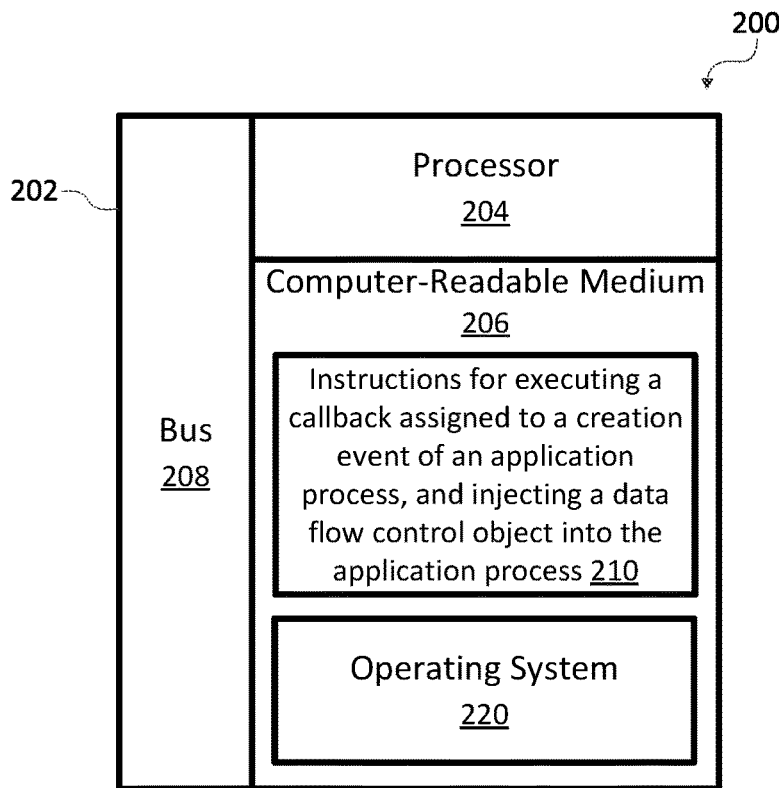 200
202
Processor
204
Computer-Readable Medium
206
Bus
208
Instructions for executing a
callback assigned to a creation
event of an application
process, and injecting a data
flow control object into the
application process 210
Operating System
220